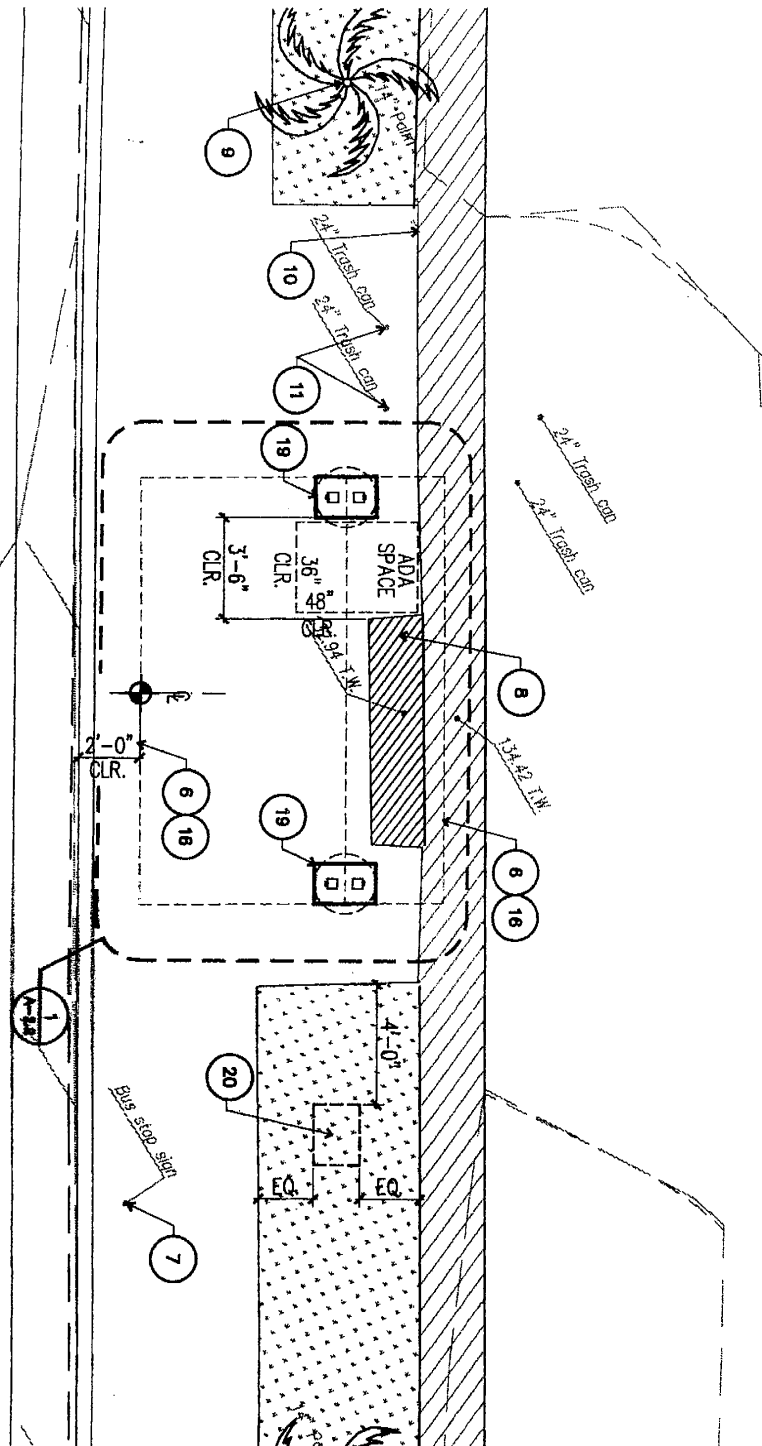 14" Palm
9
24" Trash can
10
24" Trash can
11
24" Trash can
24" Trash can
19
ADA
SPACE
36"
CLR.
48"
CLR.
3'-6"
CLR.
94 T.W.
8
134.42 T.W.
℄
2'-0"
CLR.
6
16
19
6
16
1
4'-0"
20
EQ.
EQ.
Bus stop sign
7